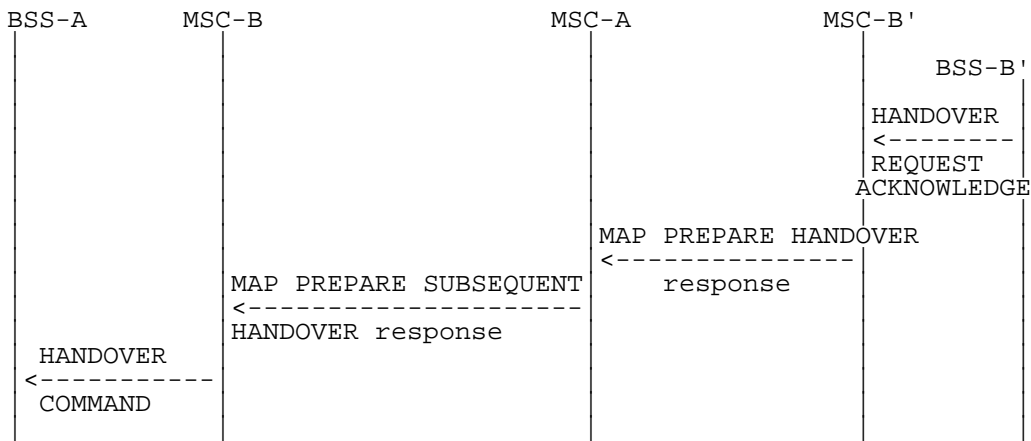 BSS-A MSC-B MSC-A MSC-B'
BSS-B'
HANDOVER
<--------
REQUEST
ACKNOWLEDGE
MAP PREPARE HANDOVER
<---------------
MAP PREPARE SUBSEQUENT response
<---------------------
HANDOVER response
HANDOVER
<-----------
COMMAND